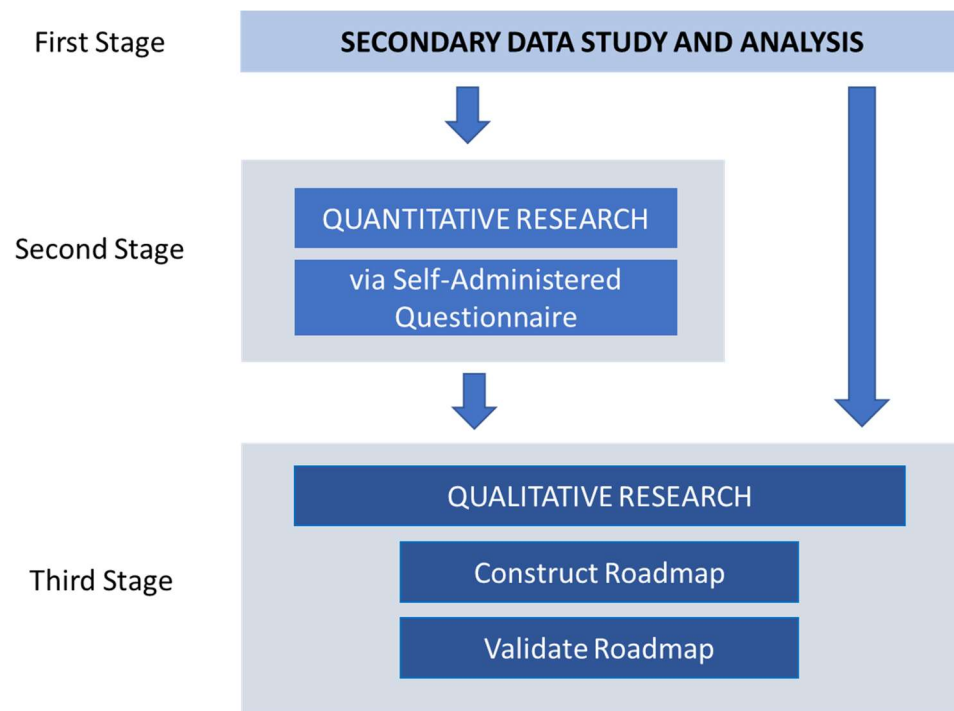 First Stage
SECONDARY DATA STUDY AND ANALYSIS
Second Stage
QUANTITATIVE RESEARCH
via Self-Administered
Questionnaire
Third Stage
QUALITATIVE RESEARCH
Construct Roadmap
Validate Roadmap